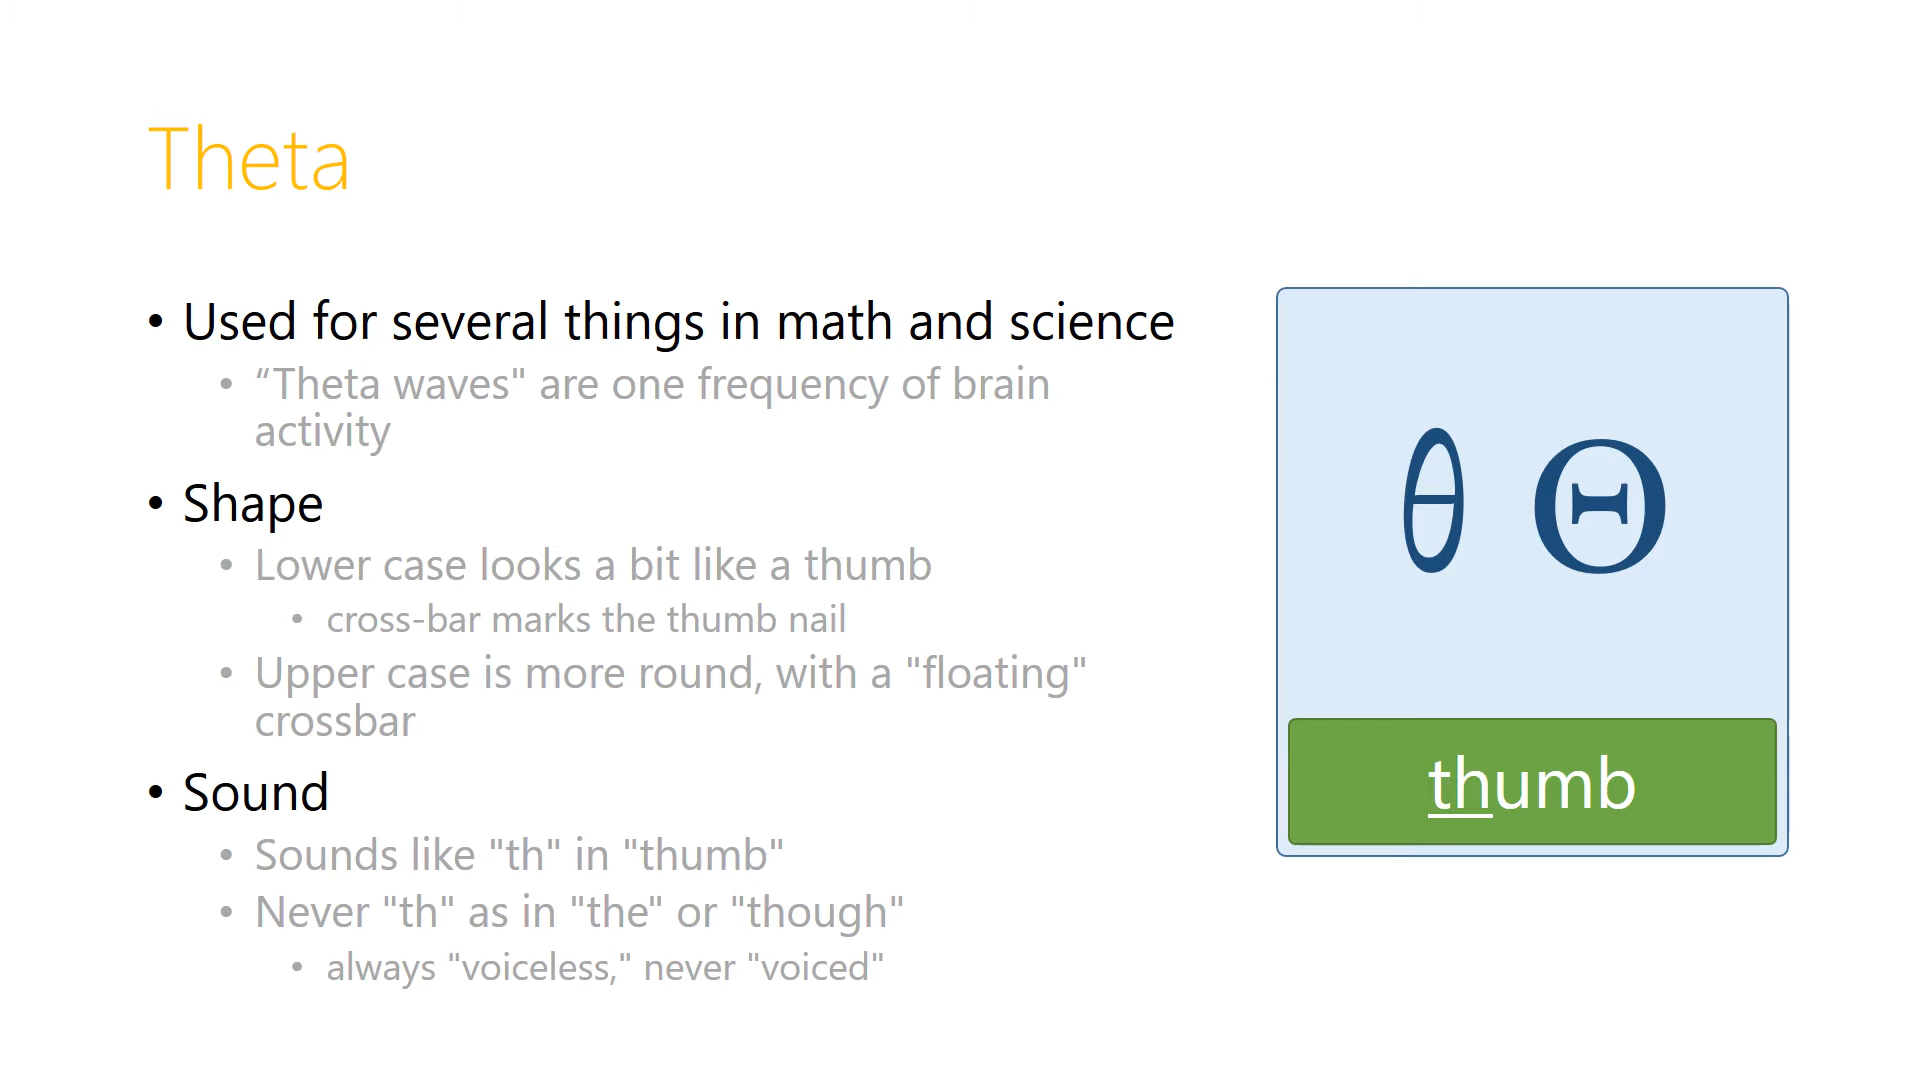 Theta
• Used for several things in math and science
• “Theta waves" are one frequency of brain
activity
• Shape
• Lower case looks a bit like a thumb
• cross-bar marks the thumb nail
• Upper case is more round, with a "floating"
crossbar
• Sound
• Sounds like "th" in "thumb"
• Never "th" as in "the" or "though"
• always "voiceless," never "voiced"
θ Θ
thumb